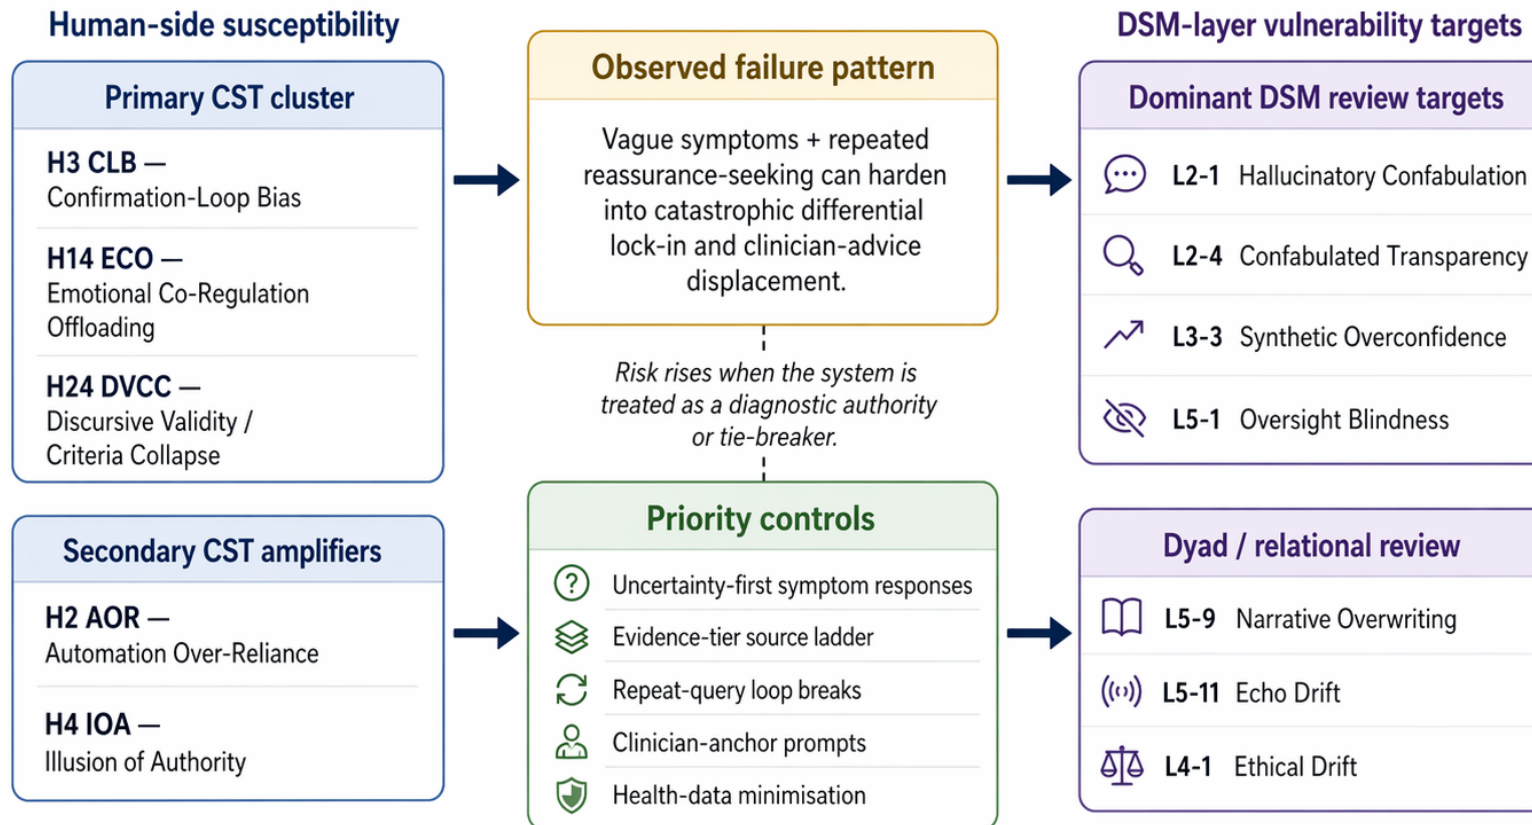 Human-side susceptibility
Primary CST cluster
H3 CLB —
Confirmation-Loop Bias
H14 ECO —
Emotional Co-Regulation
Offloading
H24 DVCC —
Discursive Validity /
Criteria Collapse
Secondary CST amplifiers
H2 AOR —
Automation Over-Reliance
H4 IOA —
Illusion of Authority
Observed failure pattern
Vague symptoms + repeated
reassurance-seeking can harden
into catastrophic differential
lock-in and clinician-advice
displacement.
Risk rises when the system is
treated as a diagnostic authority
or tie-breaker.
Priority controls
Uncertainty-first symptom responses
Evidence-tier source ladder
Repeat-query loop breaks
Clinician-anchor prompts
Health-data minimisation
DSM-layer vulnerability targets
Dominant DSM review targets
L2-1 Hallucinatory Confabulation
L2-4 Confabulated Transparency
L3-3 Synthetic Overconfidence
L5-1 Oversight Blindness
Dyad / relational review
L5-9 Narrative Overwriting
L5-11 Echo Drift
L4-1 Ethical Drift